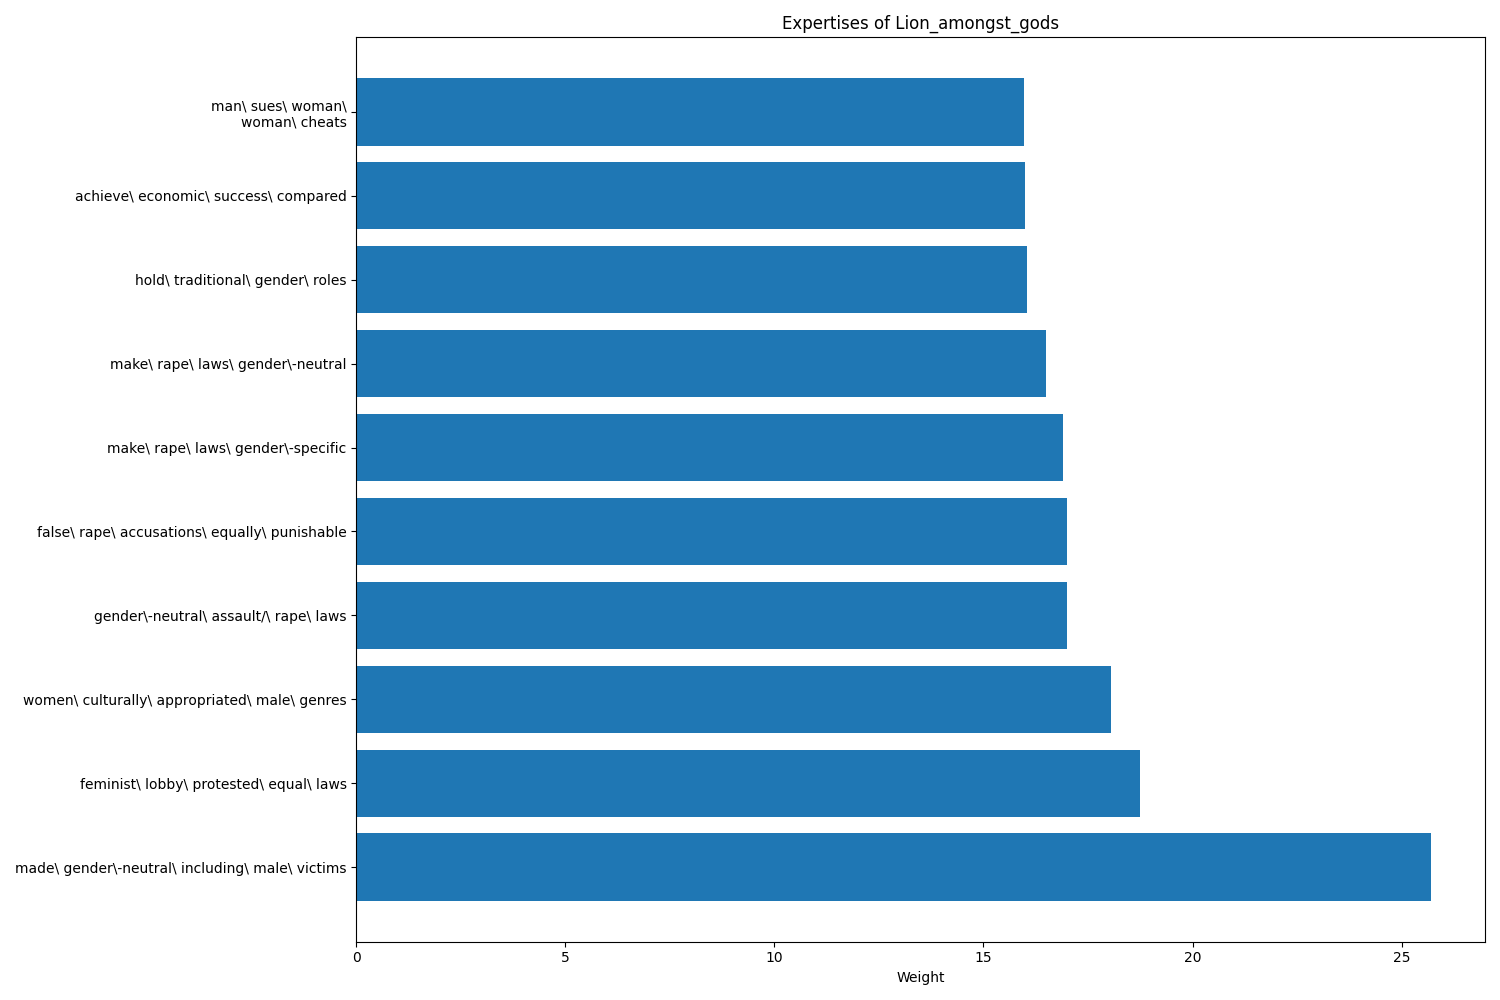 Expertises of Lion_amongst_gods
man\ sues\ woman\
woman\ cheats
achieve\ economic\ success\ compared
hold\ traditional\ gender\ roles
make\ rape\ laws\ gender\-neutral
make\ rape\ laws\ gender\-specific
false\ rape\ accusations\ equally\ punishable
gender\-neutral\ assault/\ rape\ laws
women\ culturally\ appropriated\ male\ genres
feminist\ lobby\ protested\ equal\ laws
made\ gender\-neutral\ including\ male\ victims
0 5 10 15 20 25
Weight